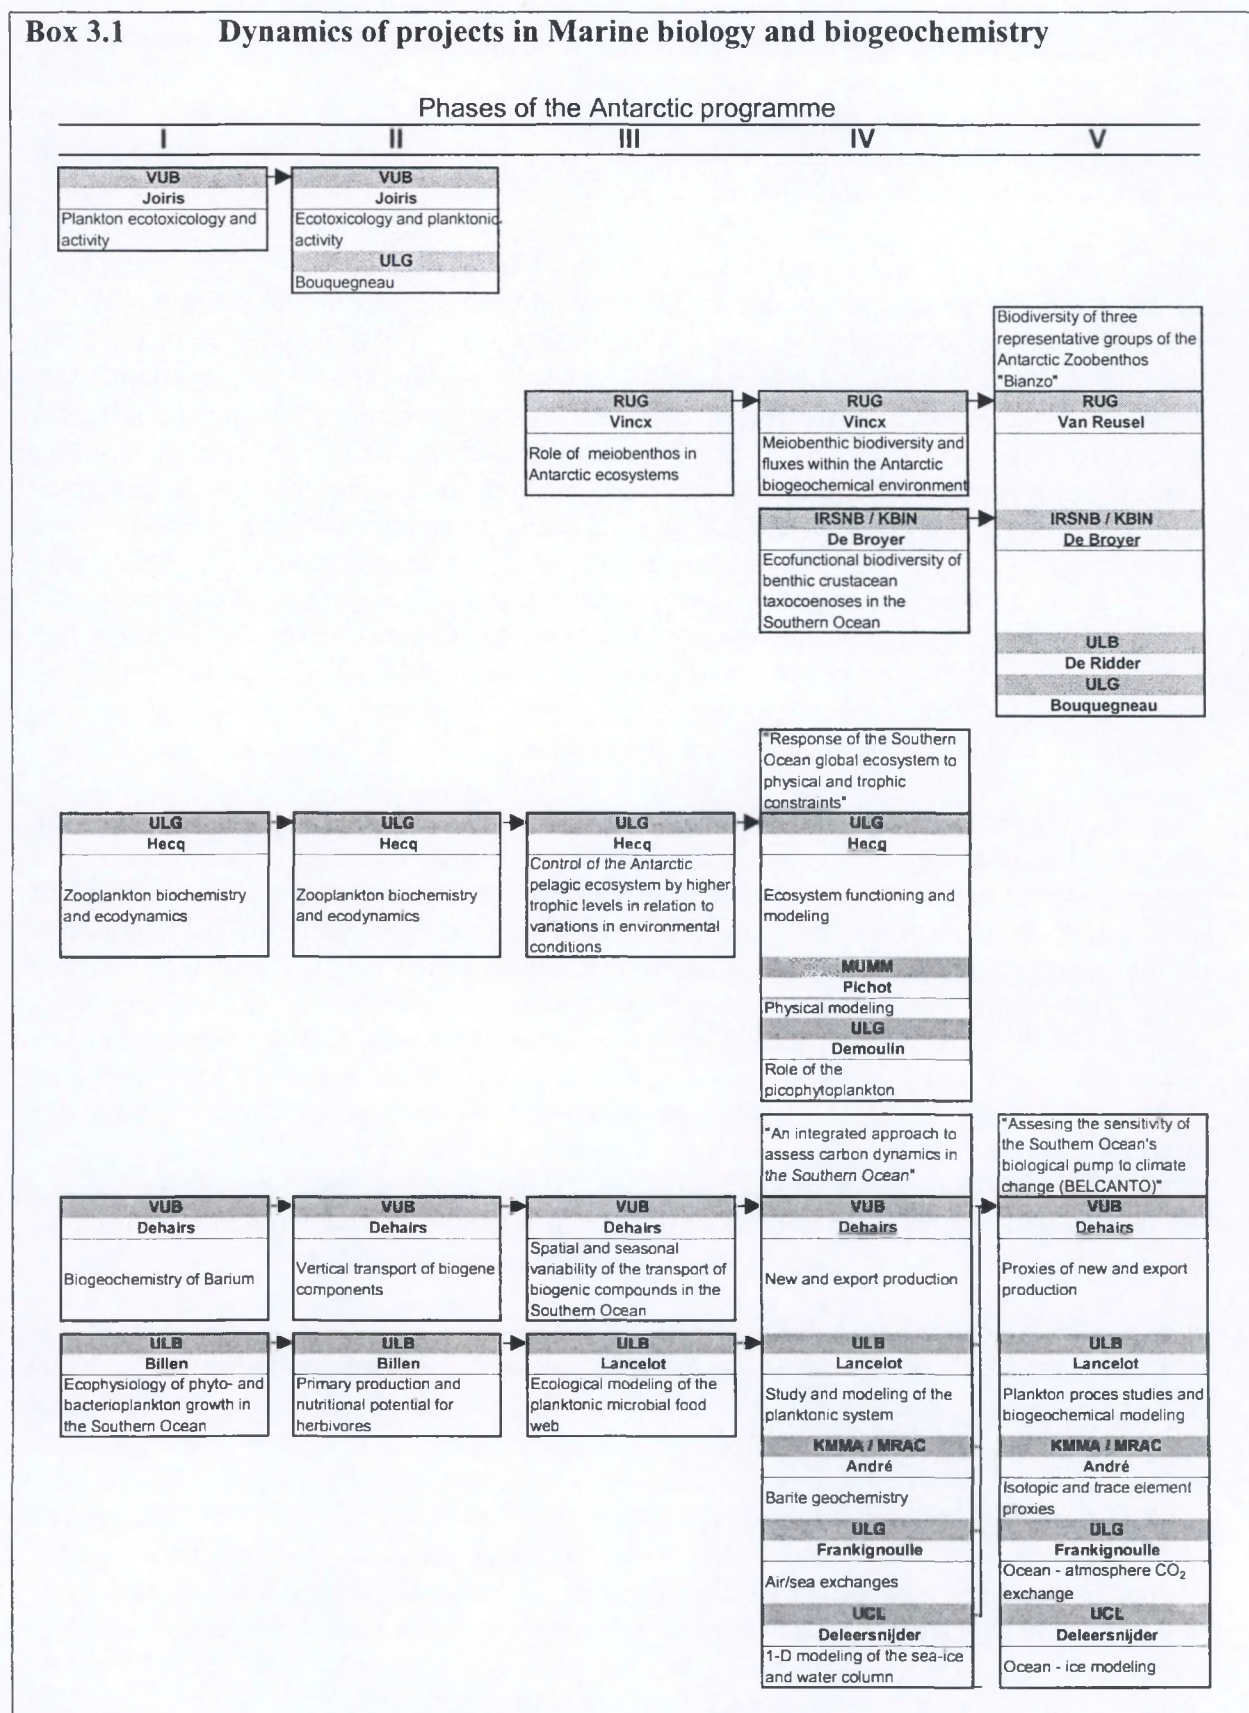 Box 3.1 Dynamics of projects in Marine biology and biogeochemistry
Phases of the Antarctic programme
I II III IV V
VUB
Joiris
Plankton ecotoxicology and
activity
VUB
Joiris
Ecotoxicology and planktonic
activity
ULG
Bouquegneau
Biodiversity of three
representative groups of the
Antarctic Zoobenthos
"Bianzo"
RUG
Vincx
Role of meiobenthos in
Antarctic ecosystems
RUG
Vincx
Meiobenthic biodiversity and
fluxes within the Antarctic
biogeochemical environment
RUG
Van Reusel
IRSNB / KBIN
De Broyer
Ecofunctional biodiversity of
benthic crustacean
taxocoenoses in the
Southern Ocean
IRSNB / KBIN
De Broyer
ULB
De Ridder
ULG
Bouquegneau
"Response of the Southern
Ocean global ecosystem to
physical and trophic
constraints"
ULG
Hecq
Zooplankton biochemistry
and ecodynamics
ULG
Hecq
Zooplankton biochemistry
and ecodynamics
ULG
Hecq
Control of the Antarctic
pelagic ecosystem by higher
trophic levels in relation to
variations in environmental
conditions
ULG
Hecq
Ecosystem functioning and
modeling
MUMM
Pichot
Physical modeling
ULG
Demoulin
Role of the
picophytoplankton
"An integrated approach to
assess carbon dynamics in
the Southern Ocean"
"Assesing the sensitivity of
the Southern Ocean's
biological pump to climate
change (BELCANTO)"
VUB
Dehairs
Biogeochemistry of Barium
VUB
Dehairs
Vertical transport of biogene
components
VUB
Dehairs
Spatial and seasonal
variability of the transport of
biogenic compounds in the
Southern Ocean
VUB
Dehairs
New and export production
VUB
Dehairs
Proxies of new and export
production
ULB
Billen
Ecophysiology of phyto- and
bacterioplankton growth in
the Southern Ocean
ULB
Billen
Primary production and
nutritional potential for
herbivores
ULB
Lancelot
Ecological modeling of the
planktonic microbial food
web
ULB
Lancelot
Study and modeling of the
planktonic system
ULB
Lancelot
Plankton proces studies and
biogeochemical modeling
KMMA / MRAC
André
Barite geochemistry
KMMA / MRAC
André
Isotopic and trace element
proxies
ULG
Frankignoulle
Air/sea exchanges
ULG
Frankignoulle
Ocean - atmosphere CO₂
exchange
UCL
Deleersnijder
1-D modeling of the sea-ice
and water column
UCL
Deleersnijder
Ocean - ice modeling